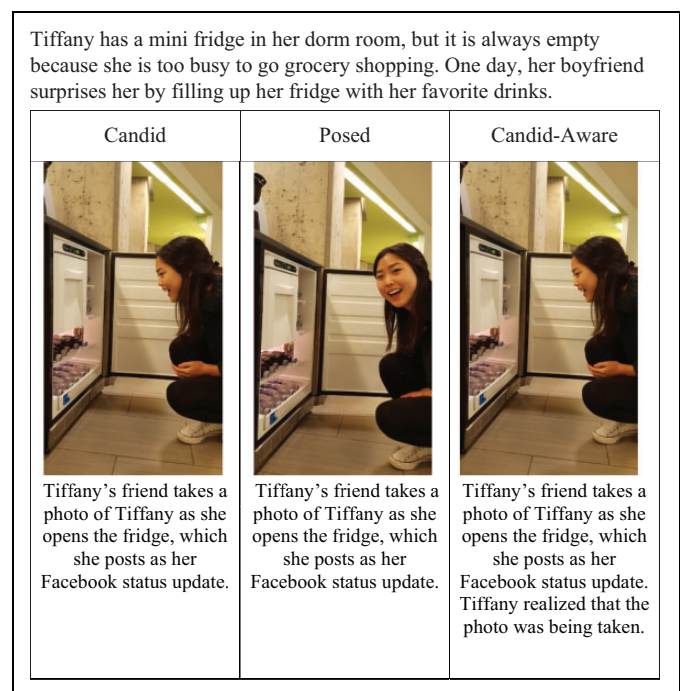 Tiffany has a mini fridge in her dorm room, but it is always empty
because she is too busy to go grocery shopping. One day, her boyfriend
surprises her by filling up her fridge with her favorite drinks.
Candid
Posed
Candid-Aware
Tiffany’s friend takes a
photo of Tiffany as she
opens the fridge, which
she posts as her
Facebook status update.
Tiffany’s friend takes a
photo of Tiffany as she
opens the fridge, which
she posts as her
Facebook status update.
Tiffany’s friend takes a
photo of Tiffany as she
opens the fridge, which
she posts as her
Facebook status update.
Tiffany realized that the
photo was being taken.